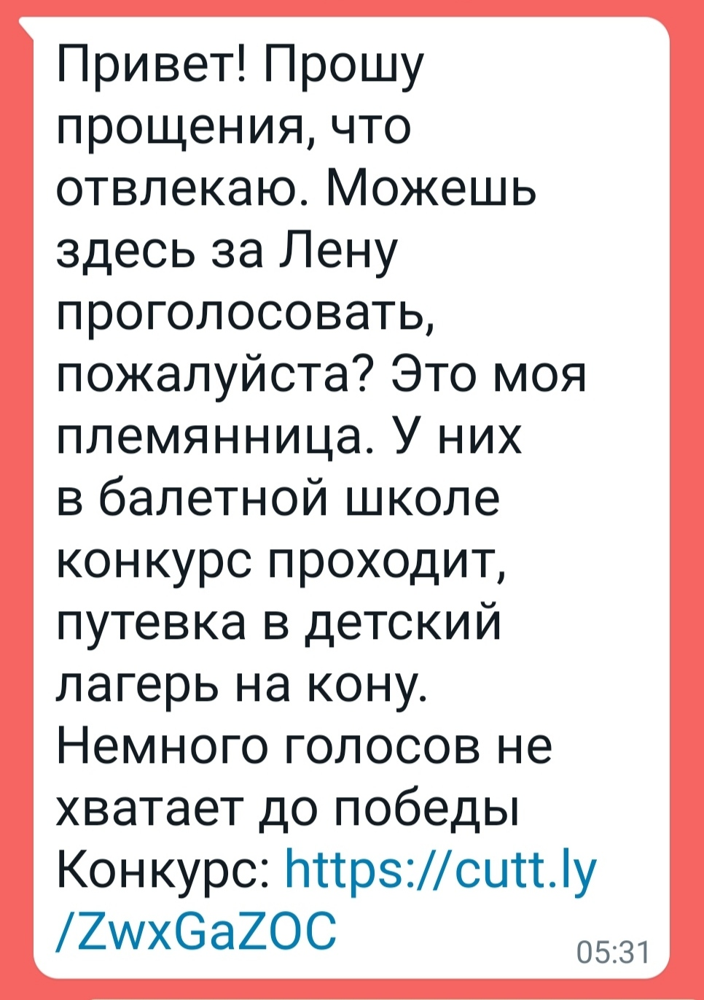 Привет! Прошу
прощения, что
отвлекаю. Можешь
здесь за Лену
проголосовать,
пожалуйста? Это моя
племянница. У них
в балетной школе
конкурс проходит,
путевка в детский
лагерь на кону.
Немного голосов не
хватает до победы
Конкурс: https://cutt.ly
/ZwxGaZOC
05:31